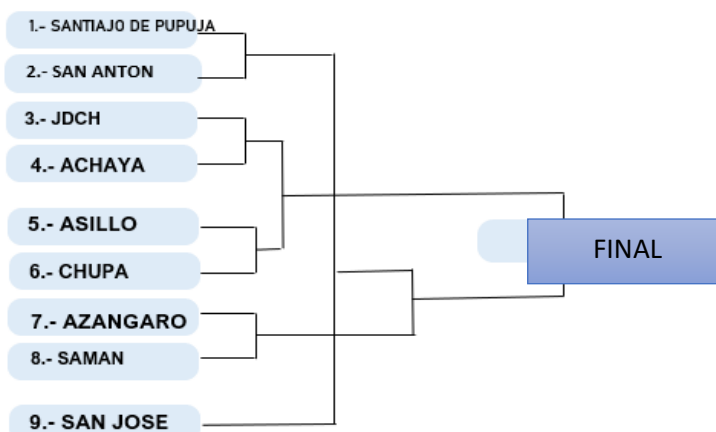 1.- SANTIAJO DE PUPUJA
2.- SAN ANTON
3.- JDCH
4.- ACHAYA
5.- ASILLO
6.- CHUPA
FINAL
7.- AZANGARO
8.- SAMAN
9.- SAN JOSE